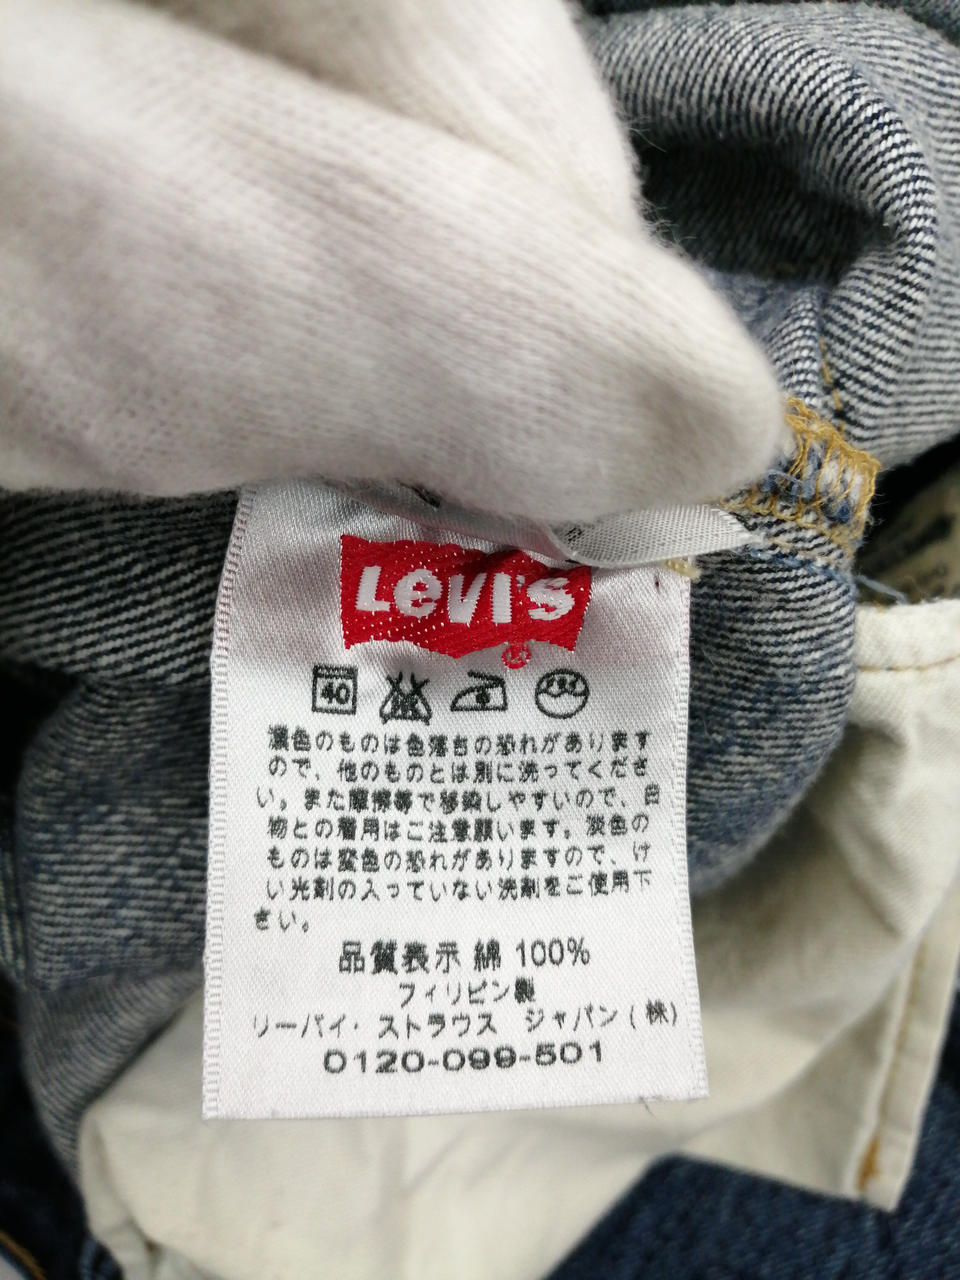 Levi's
40
濃色のものは色落ちの恐れがあります
ので、他のものとは別に洗ってくださ
い。また摩擦等で移染しやすいので、白
物との着用はご注意願います。淡色の
ものは変色の恐れがありますので、け
い光剤の入っていない洗剤をご使用下
さい。
品質表示 綿 100%
フィリピン製
リーバイ・ストラウス ジャパン(株)
0120-099-501